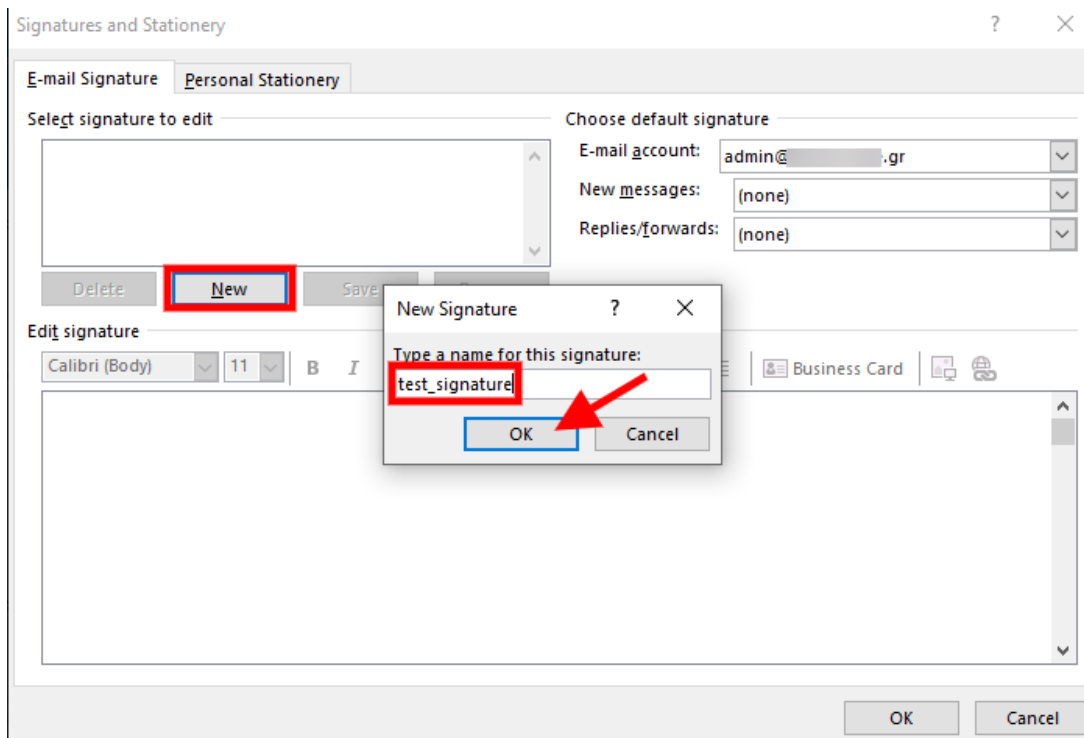 Signatures and Stationery
?
E-mail Signature
Personal Stationery
Select signature to edit
Choose default signature
E-mail account:
admin@ .gr
New messages:
(none)
Replies/forwards:
(none)
Delete
New
Save
New Signature
?
Type a name for this signature:
test_signature
OK
Cancel
Edit signature
Calibri (Body)
11
B
I
Business Card
OK
Cancel